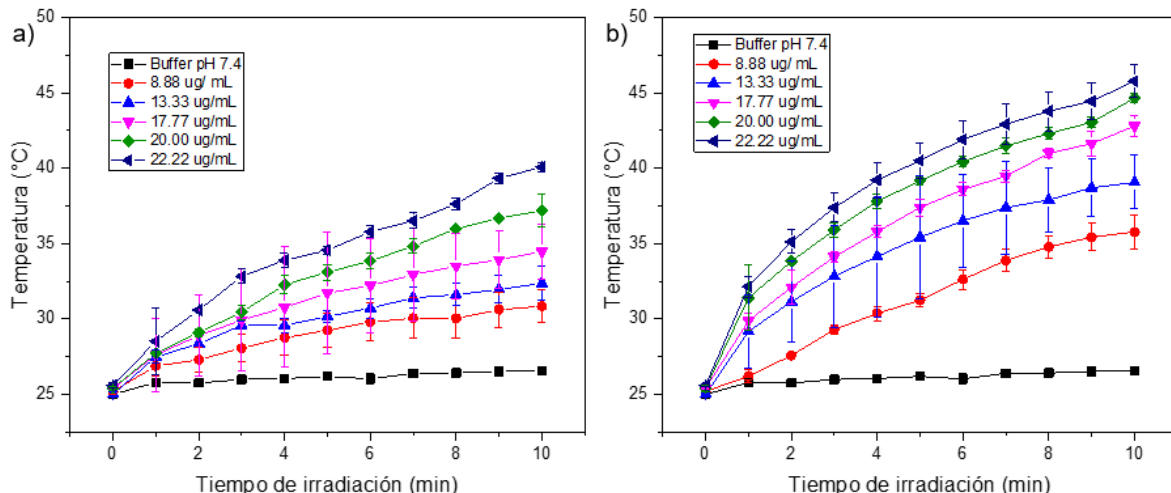 a)
50
45
40
35
30
25
Temperatura (°C)
Buffer pH 7.4
8.88 ug/ mL
13.33 ug/mL
17.77 ug/mL
20.00 ug/mL
22.22 ug/mL
0 2 4 6 8 10
Tiempo de irradiación (min)
b)
50
45
40
35
30
25
Temperatura (°C)
Buffer pH 7.4
8.88 ug/mL
13.33 ug/mL
17.77 ug/mL
20.00 ug/mL
22.22 ug/mL
0 2 4 6 8 10
Tiempo de irradiación (min)